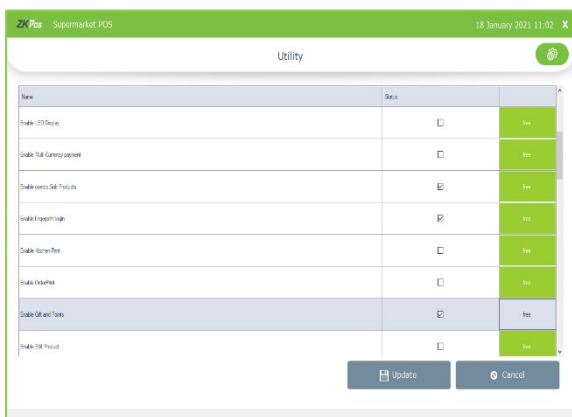 ZKPos Supermarket POS 18 January 2021 11:02 X
Utility
Name Status
Enable LED Display free
Enable Multi Currency payment free
Enable combo Sub Products free
Enable fingerprint login free
Enable Kitchen Print free
Enable OrderPrint free
Enable Gift and Points free
Enable Edit Product free
Update Cancel